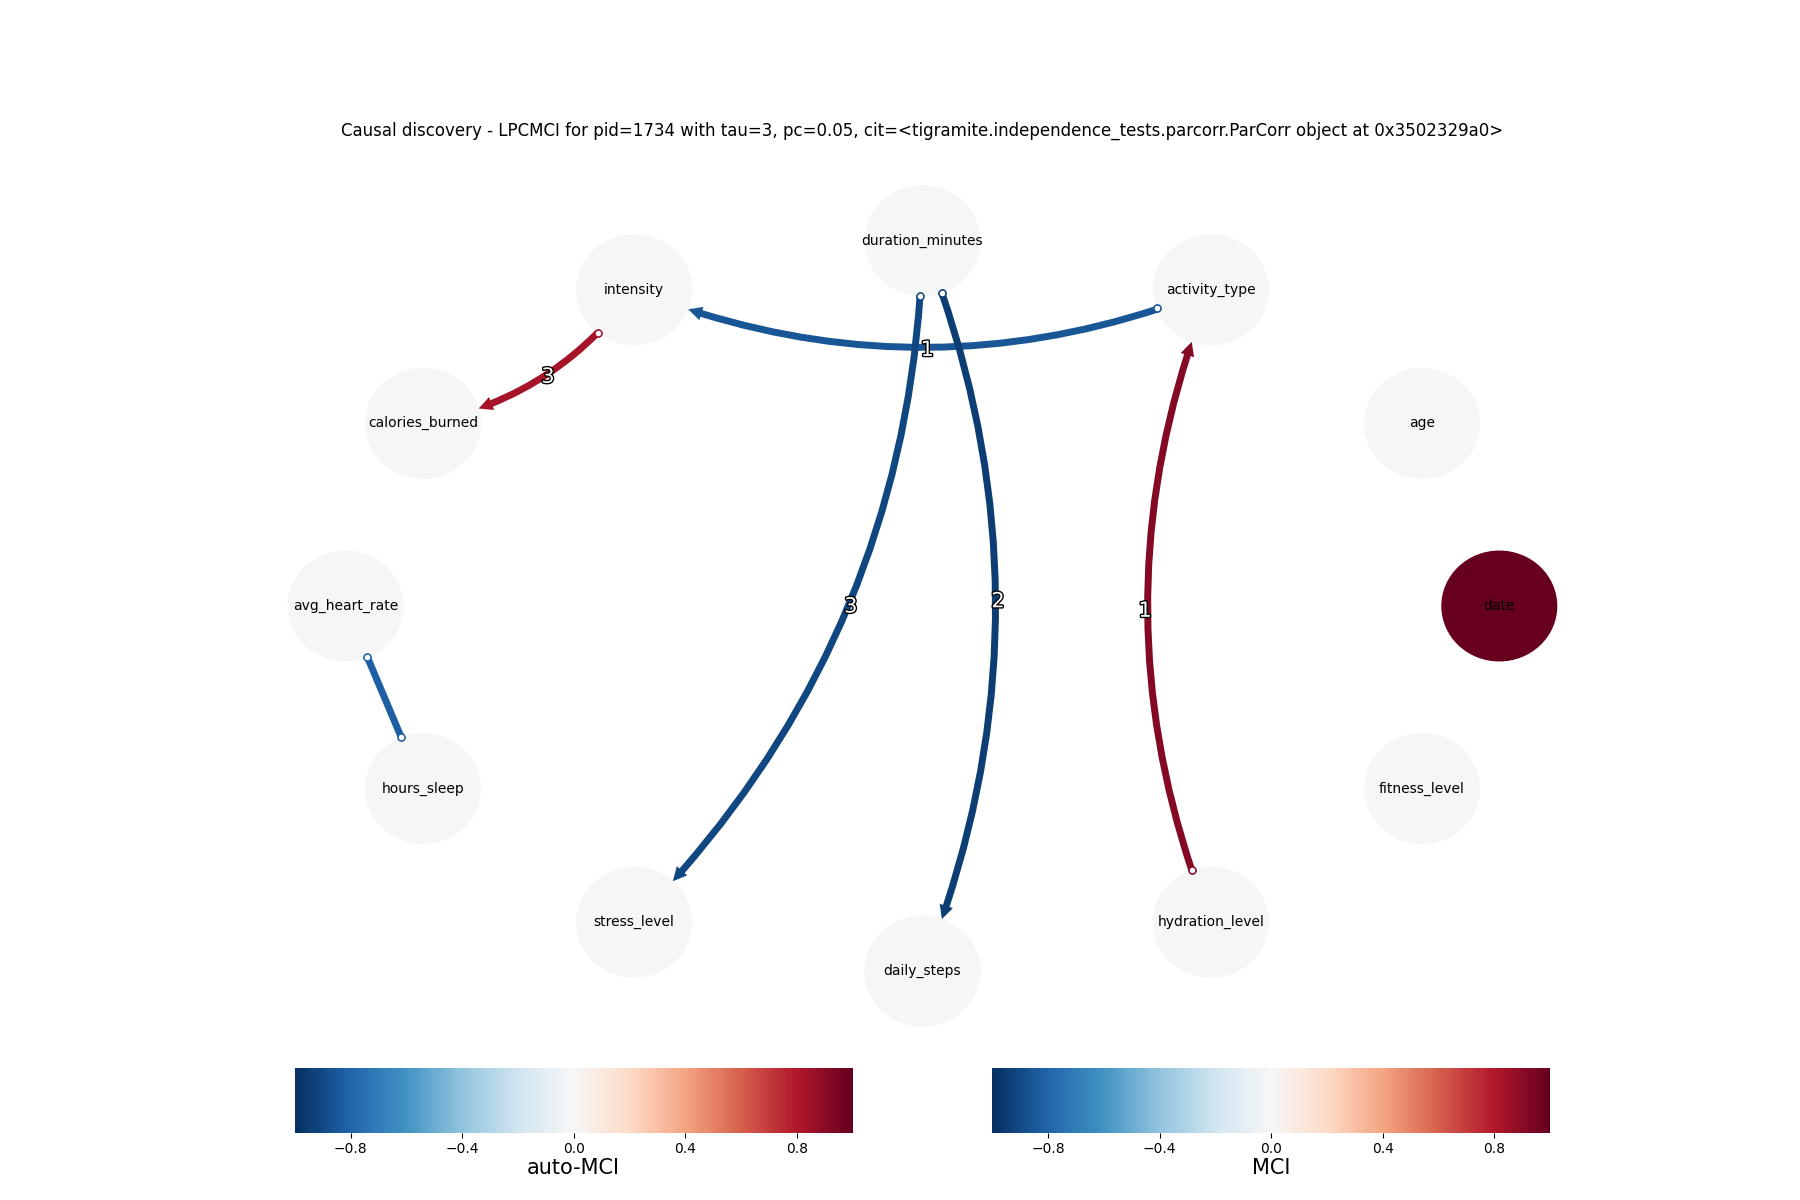 Causal discovery - LPCMCI for pid=1734 with tau=3, pc=0.05, cit=<tigramite.independence_tests.parcorr.ParCorr object at 0x3502329a0>
duration_minutes
intensity
activity_type
1
3
calories_burned
age
avg_heart_rate
3
2
1
date
hours_sleep
fitness_level
stress_level
hydration_level
daily_steps
−0.8 −0.4 0.0 0.4 0.8
auto-MCI
−0.8 −0.4 0.0 0.4 0.8
MCI